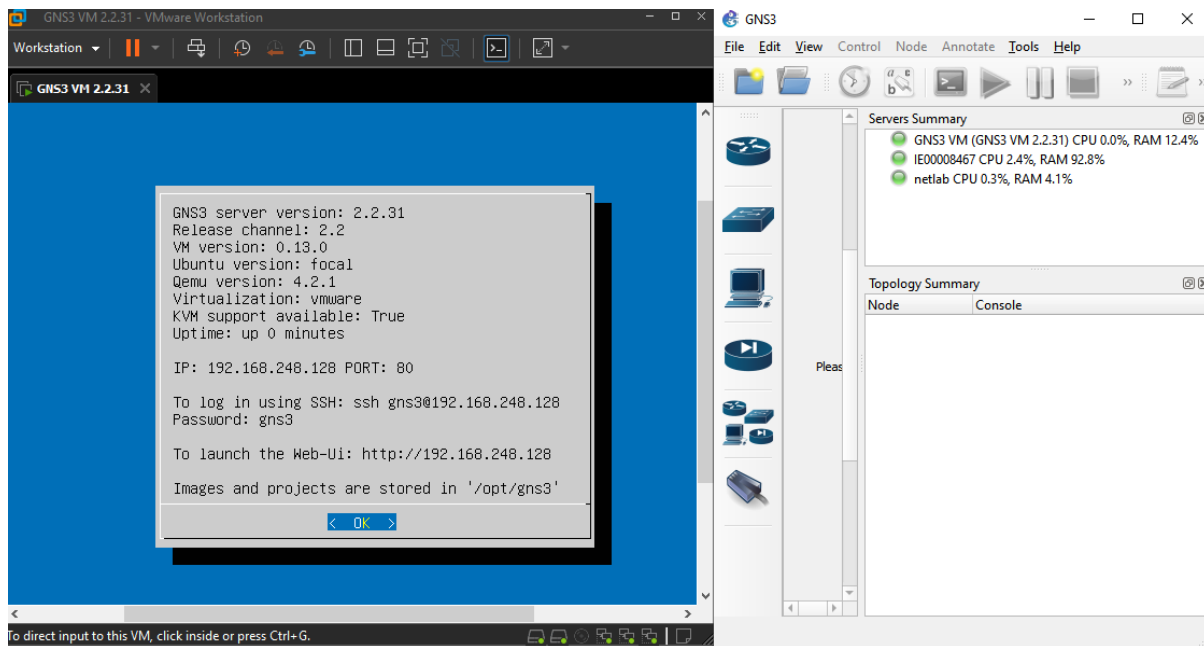 GNS3 VM 2.2.31 - VMware Workstation
Workstation
GNS3 VM 2.2.31
GNS3 server version: 2.2.31
Release channel: 2.2
VM version: 0.13.0
Ubuntu version: focal
Qemu version: 4.2.1
Virtualization: vmware
KVM support available: True
Uptime: up 0 minutes
IP: 192.168.248.128 PORT: 80
To log in using SSH: ssh gns3@192.168.248.128
Password: gns3
To launch the Web-Ui: http://192.168.248.128
Images and projects are stored in '/opt/gns3'
< OK >
To direct input to this VM, click inside or press Ctrl+G.
GNS3
File Edit View Control Node Annotate Tools Help
Servers Summary
GNS3 VM (GNS3 VM 2.2.31) CPU 0.0%, RAM 12.4%
IE00008467 CPU 2.4%, RAM 92.8%
netlab CPU 0.3%, RAM 4.1%
Topology Summary
Node Console
Pleas